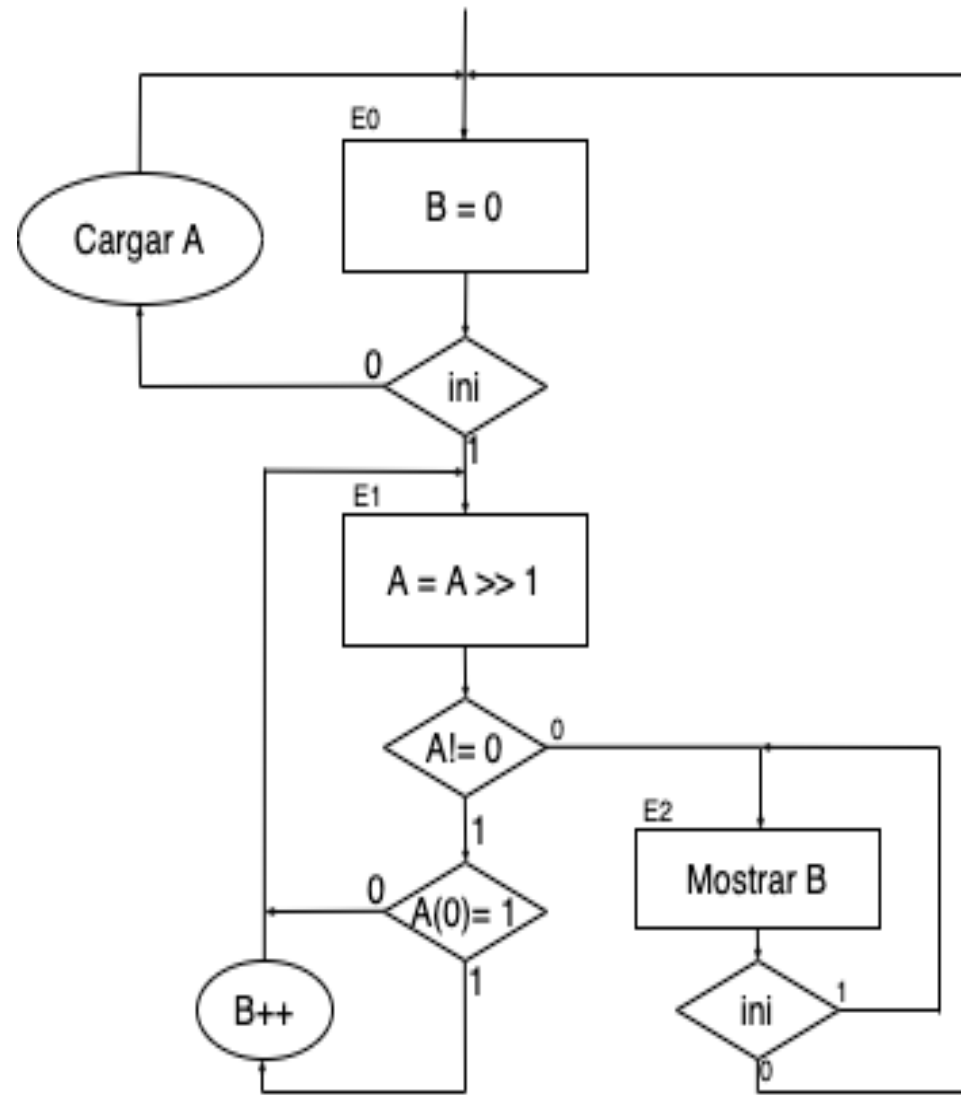 E0
B = 0
Cargar A
0
ini
1
E1
A = A >> 1
A!= 0
0
1
E2
Mostrar B
0
A(0)= 1
1
B++
ini
1
0